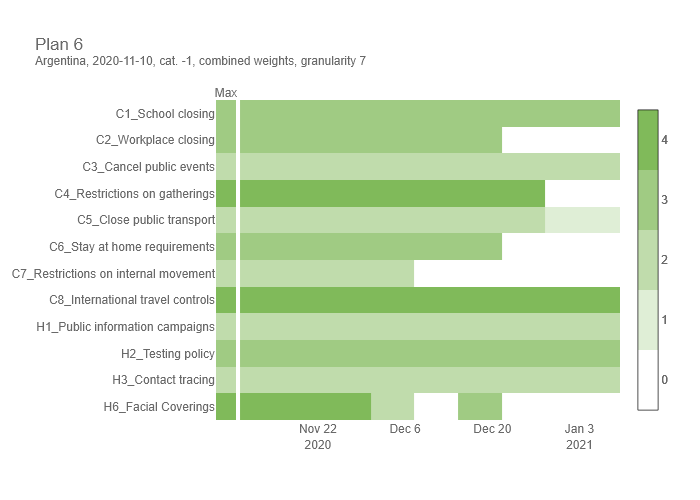 Plan 6
Argentina, 2020-11-10, cat. -1, combined weights, granularity 7
Max
C1_School closing
C2_Workplace closing
C3_Cancel public events
C4_Restrictions on gatherings
C5_Close public transport
C6_Stay at home requirements
C7_Restrictions on internal movement
C8_International travel controls
H1_Public information campaigns
H2_Testing policy
H3_Contact tracing
H6_Facial Coverings
4
3
2
1
0
Nov 22 Dec 6 Dec 20 Jan 3
2020 2021